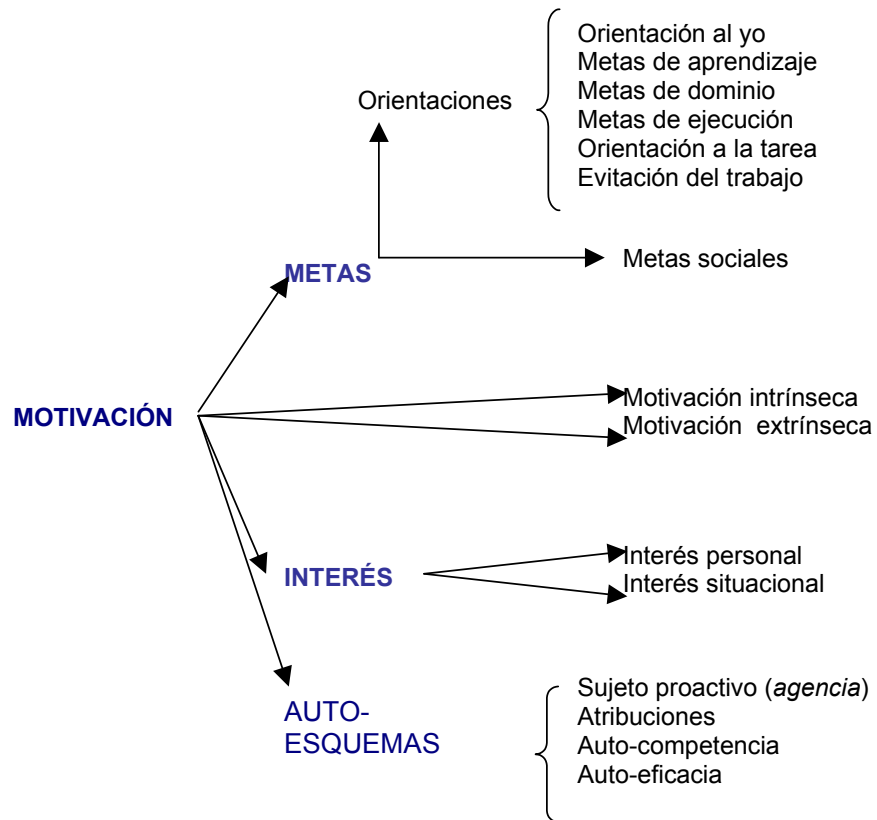 Orientación al yo
Metas de aprendizaje
Metas de dominio
Orientaciones
Metas de ejecución
Orientación a la tarea
Evitación del trabajo
METAS
Metas sociales
MOTIVACIÓN
Motivación intrínseca
Motivación  extrínseca
INTERÉS
Interés personal
Interés situacional
AUTO-
ESQUEMAS
Sujeto proactivo (agencia)
Atribuciones
Auto-competencia
Auto-eficacia